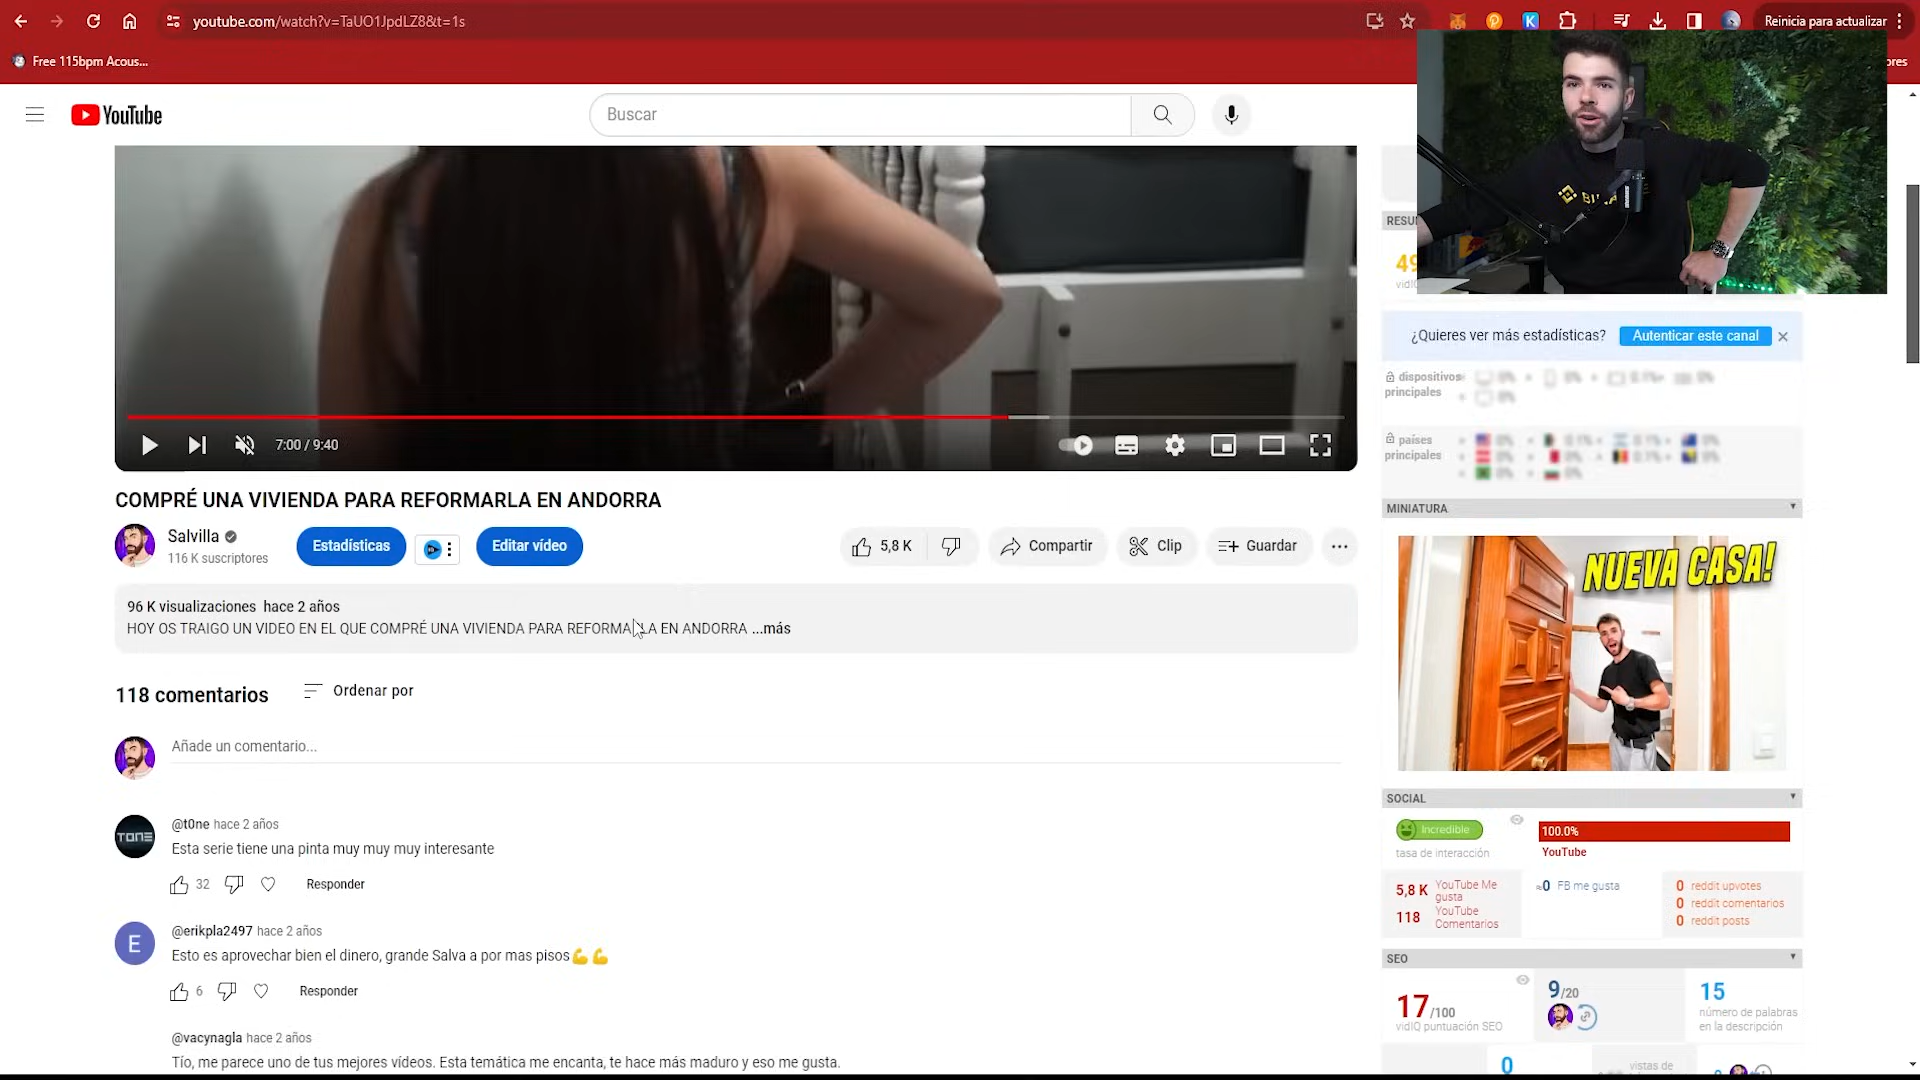 youtube.com/watch?v=TaUO1JpdLZ8&t=1s
Reinicia para actualizar
Free 115bpm Acous...
ores
YouTube
Buscar
RESU
49
vidIQ
¿Quieres ver más estadísticas?
Autenticar este canal
dispositivos
principales
países
principales
7:00 / 9:40
MINIATURA
NUEVA CASA!
COMPRÉ UNA VIVIENDA PARA REFORMARLA EN ANDORRA
Salvilla
116 K suscriptores
Estadísticas
Editar vídeo
5,8 K
Compartir
Clip
Guardar
96 K visualizaciones hace 2 años
HOY OS TRAIGO UN VIDEO EN EL QUE COMPRÉ UNA VIVIENDA PARA REFORMARLA EN ANDORRA ...más
118 comentarios
Ordenar por
Añade un comentario...
TONE
@t0ne hace 2 años
Esta serie tiene una pinta muy muy muy interesante
32
Responder
E
@erikpla2497 hace 2 años
Esto es aprovechar bien el dinero, grande Salva a por mas pisos💪💪
6
Responder
@vacynagla hace 2 años
Tío, me parece uno de tus mejores vídeos. Esta temática me encanta, te hace más maduro y eso me gusta.
SOCIAL
Incredible
tasa de interacción
100.0%
YouTube
5,8 K YouTube Me gusta
118 YouTube Comentarios
≈0 FB me gusta
0 reddit upvotes
0 reddit comentarios
0 reddit posts
SEO
17/100
vidIQ puntuación SEO
9/20
15
número de palabras
en la descripción
0
vistas de